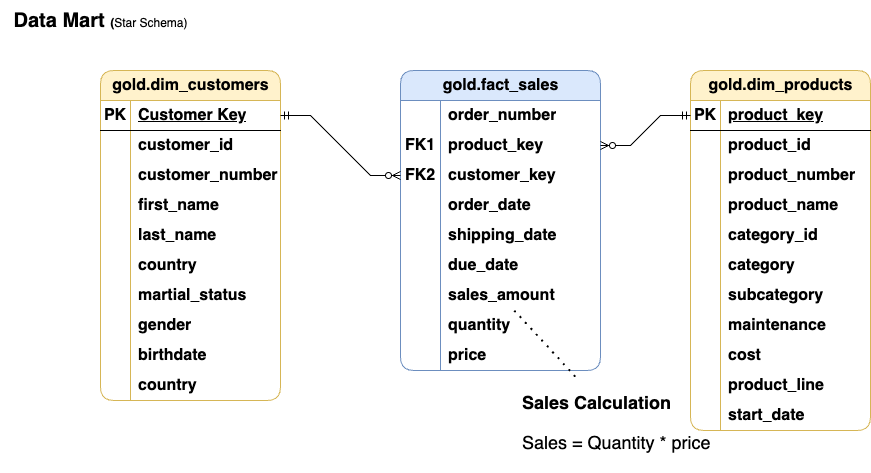 Data Mart (Star Schema)
gold.dim_customers
PK Customer Key
customer_id
customer_number
first_name
last_name
country
martial_status
gender
birthdate
country
gold.fact_sales
order_number
FK1 product_key
FK2 customer_key
order_date
shipping_date
due_date
sales_amount
quantity
price
Sales Calculation
Sales = Quantity * price
gold.dim_products
PK product_key
product_id
product_number
product_name
category_id
category
subcategory
maintenance
cost
product_line
start_date